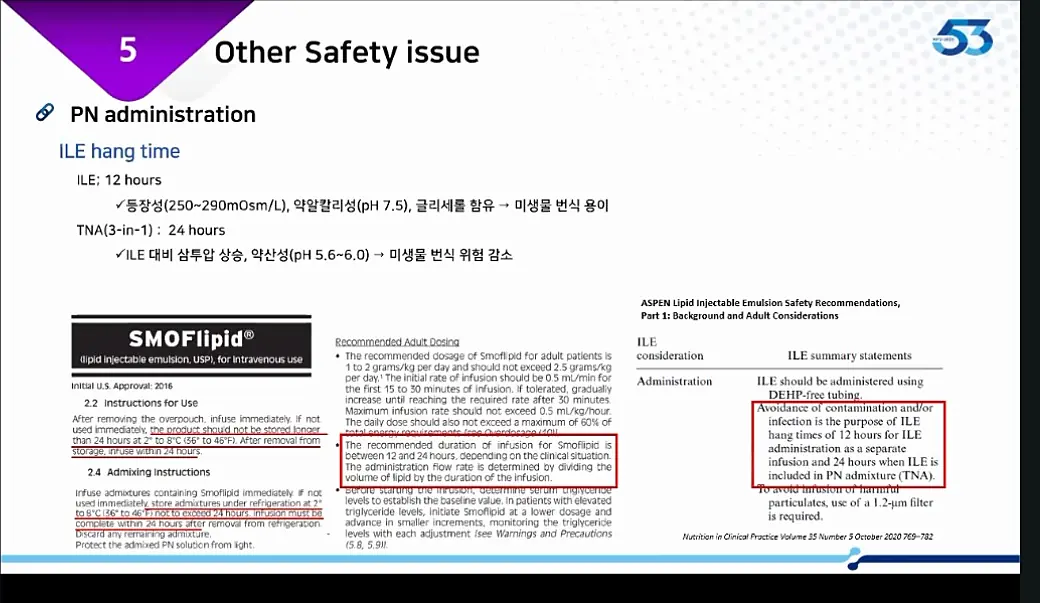 5
Other Safety issue
53
PN administration
ILE hang time
ILE; 12 hours
✓등장성(250~290mOsm/L), 약알칼리성(pH 7.5), 글리세롤 함유 → 미생물 번식 용이
TNA(3-in-1) : 24 hours
✓ILE 대비 삼투압 상승, 약산성(pH 5.6~6.0) → 미생물 번식 위험 감소
SMOFlipid®
(lipid injectable emulsion, USP), for intravenous use
Initial U.S. Approval: 2016
2.2 Instructions for Use
After removing the overpouch, infuse immediately. If not
used immediately, the product should not be stored longer
than 24 hours at 2° to 8°C (36° to 46°F). After removal from
storage, infuse within 24 hours.
2.4 Admixing Instructions
Infuse admixtures containing Smoflipid immediately. If not
used immediately, store admixtures under refrigeration at 2°
to 8°C (36° to 46°F) not to exceed 24 hours. Infusion must be
complete within 24 hours after removal from refrigeration.
Discard any remaining admixture.
Protect the admixed PN solution from light.
Recommended Adult Dosing
• The recommended dosage of Smoflipid for adult patients is
1 to 2 grams/kg per day and should not exceed 2.5 grams/kg
per day.¹ The initial rate of infusion should be 0.5 mL/min for
the first 15 to 30 minutes of infusion. If tolerated, gradually
increase until reaching the required rate after 30 minutes.
Maximum infusion rate should not exceed 0.5 mL/kg/hour.
The daily dose should also not exceed a maximum of 60% of
total energy requirements [see Overdosage (10)].
• The recommended duration of infusion for Smoflipid is
between 12 and 24 hours, depending on the clinical situation.
The administration flow rate is determined by dividing the
volume of lipid by the duration of the infusion.
• Before starting the infusion, determine serum triglyceride
levels to establish the baseline value. In patients with elevated
triglyceride levels, initiate Smoflipid at a lower dosage and
advance in smaller increments, monitoring the triglyceride
levels with each adjustment [see Warnings and Precautions
(5.8, 5.9)].
ASPEN Lipid Injectable Emulsion Safety Recommendations,
Part 1: Background and Adult Considerations
ILE
consideration
ILE summary statements
Administration
ILE should be administered using
DEHP-free tubing.
Avoidance of contamination and/or
infection is the purpose of ILE
hang times of 12 hours for ILE
administration as a separate
infusion and 24 hours when ILE is
included in PN admixture (TNA).
To avoid infusion of harmful
particulates, use of a 1.2-μm filter
is required.
Nutrition in Clinical Practice Volume 35 Number 5 October 2020 769–782